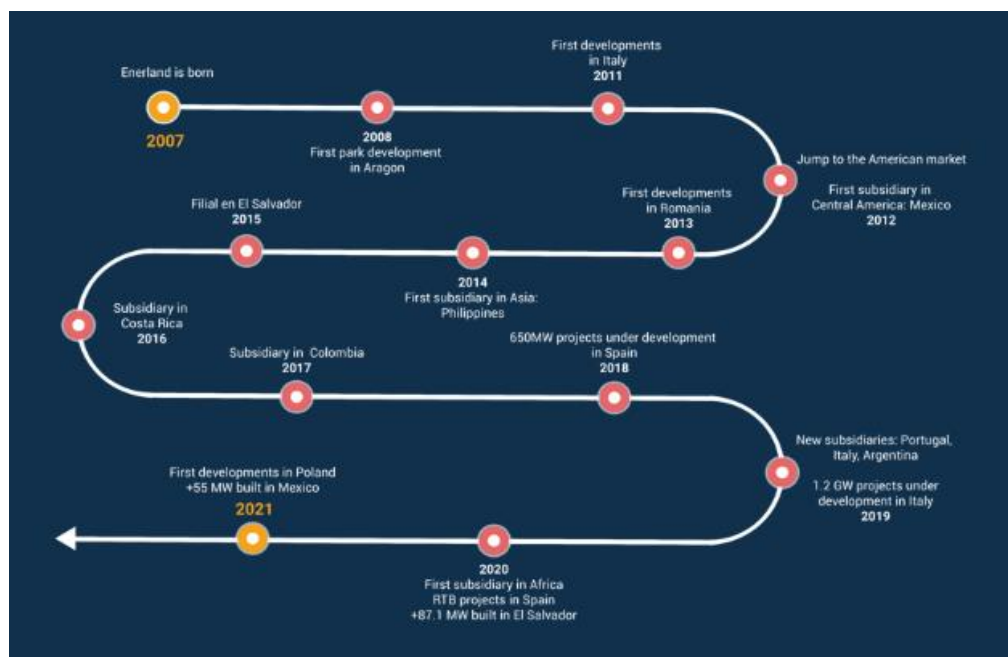 Enerland is born
2007
2008
First park development
in Aragon
First developments
in Italy
2011
Jump to the American market
First subsidiary in
Central America: Mexico
2012
First developments
in Romania
2013
2014
First subsidiary in Asia:
Philippines
Filial en El Salvador
2015
Subsidiary in
Costa Rica
2016
Subsidiary in Colombia
2017
650MW projects under development
in Spain
2018
New subsidiaries: Portugal,
Italy, Argentina
1.2 GW projects under
development in Italy
2019
2020
First subsidiary in Africa
RTB projects in Spain
+87.1 MW built in El Salvador
First developments in Poland
+55 MW built in Mexico
2021